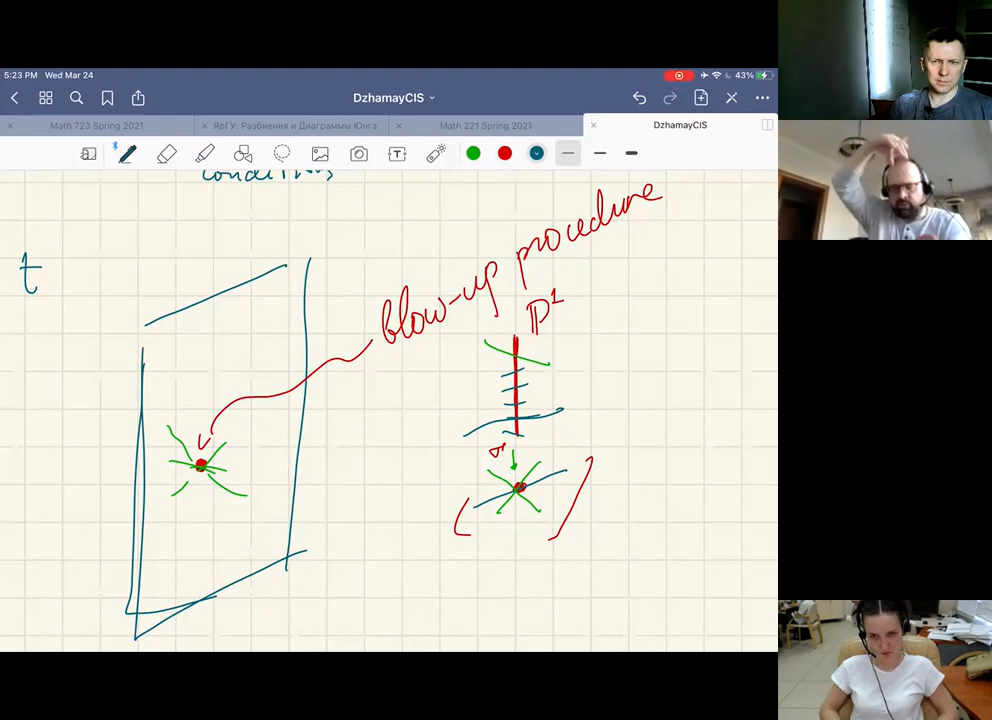 5:23 PM Wed Mar 24
43%
DzhamayCIS
Math 723 Spring 2021
ЯрГУ: Разбиения и Диаграммы Юнга
Math 221 Spring 2021
DzhamayCIS
conditions
t
blow-up procedure
ℙ¹